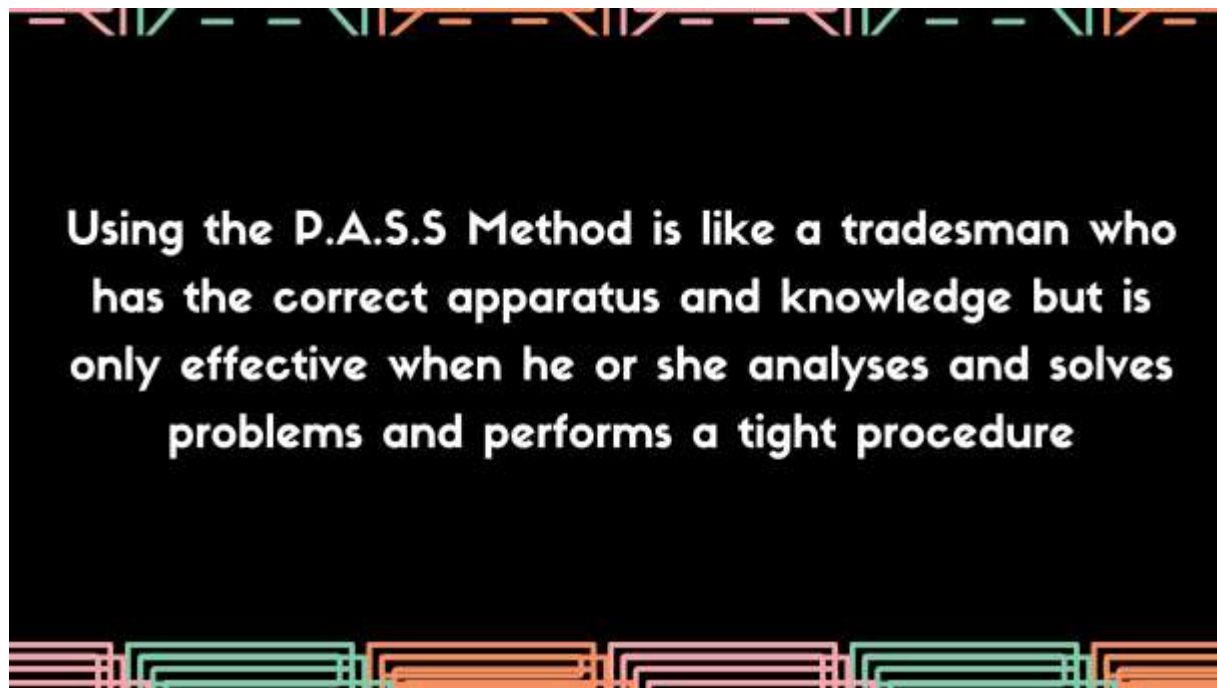 Using the P.A.S.S Method is like a tradesman who
has the correct apparatus and knowledge but is
only effective when he or she analyses and solves
problems and performs a tight procedure